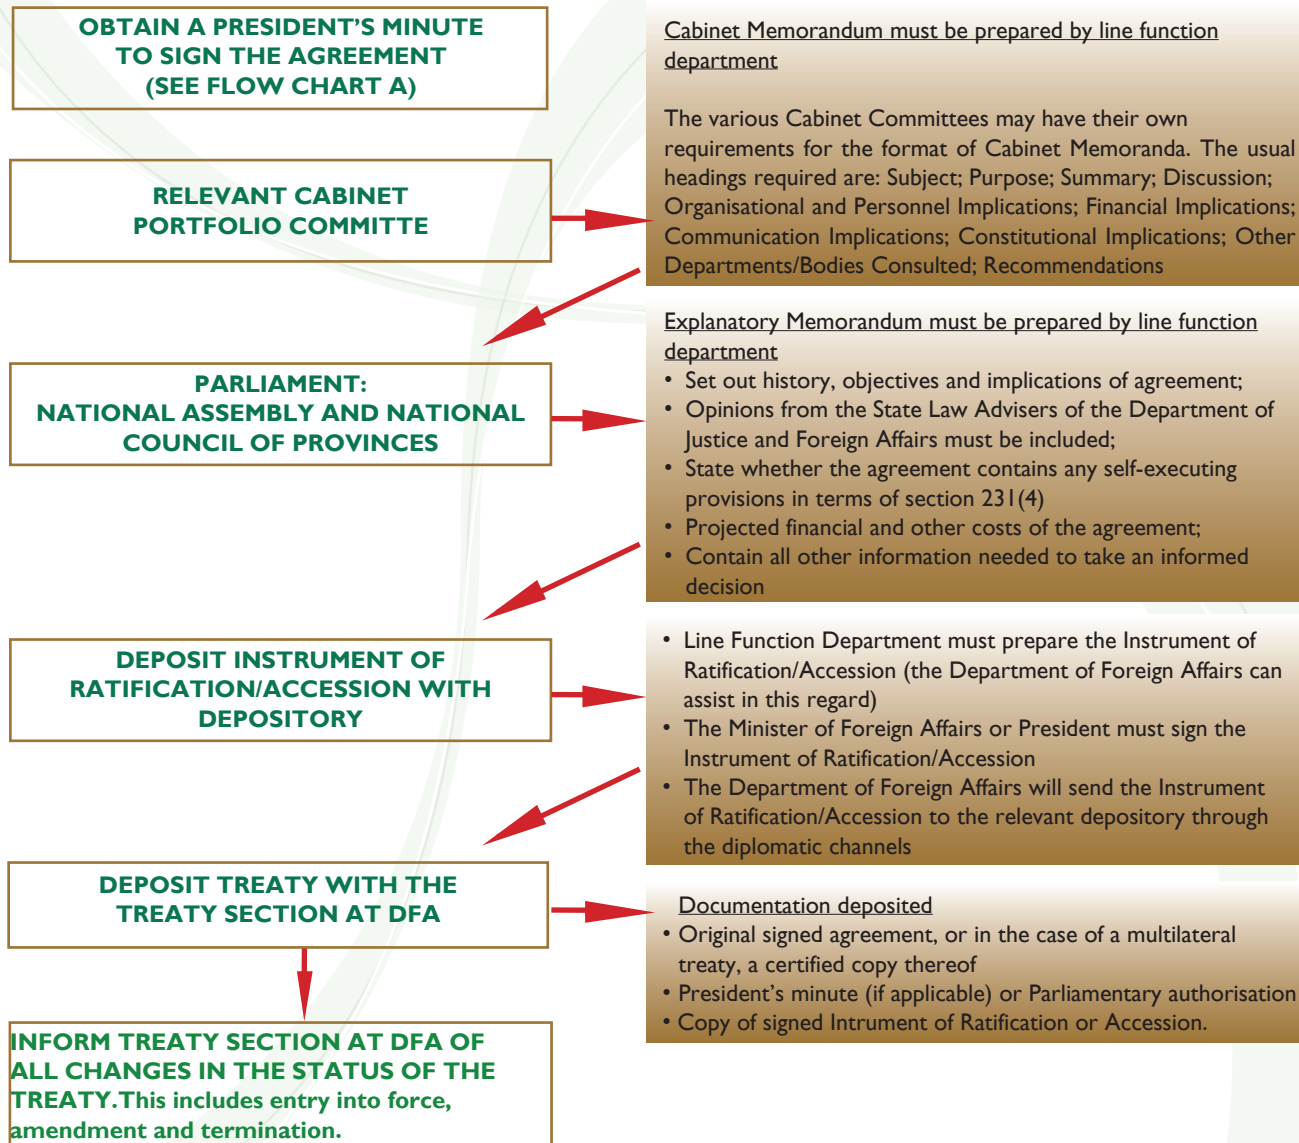 OBTAIN A PRESIDENT'S MINUTE
TO SIGN THE AGREEMENT
(SEE FLOW CHART A)
RELEVANT CABINET
PORTFOLIO COMMITTE
Cabinet Memorandum must be prepared by line function
department
The various Cabinet Committees may have their own
requirements for the format of Cabinet Memoranda. The usual
headings required are: Subject; Purpose; Summary; Discussion;
Organisational and Personnel Implications; Financial Implications;
Communication Implications; Constitutional Implications; Other
Departments/Bodies Consulted; Recommendations
PARLIAMENT:
NATIONAL ASSEMBLY AND NATIONAL
COUNCIL OF PROVINCES
Explanatory Memorandum must be prepared by line function
department
• Set out history, objectives and implications of agreement;
• Opinions from the State Law Advisers of the Department of
Justice and Foreign Affairs must be included;
• State whether the agreement contains any self-executing
provisions in terms of section 231(4)
• Projected financial and other costs of the agreement;
• Contain all other information needed to take an informed
decision
DEPOSIT INSTRUMENT OF
RATIFICATION/ACCESSION WITH
DEPOSITORY
• Line Function Department must prepare the Instrument of
Ratification/Accession (the Department of Foreign Affairs can
assist in this regard)
• The Minister of Foreign Affairs or President must sign the
Instrument of Ratification/Accession
• The Department of Foreign Affairs will send the Instrument
of Ratification/Accession to the relevant depository through
the diplomatic channels
DEPOSIT TREATY WITH THE
TREATY SECTION AT DFA
Documentation deposited
• Original signed agreement, or in the case of a multilateral
treaty, a certified copy thereof
• President's minute (if applicable) or Parliamentary authorisation
• Copy of signed Intrument of Ratification or Accession.
INFORM TREATY SECTION AT DFA OF
ALL CHANGES IN THE STATUS OF THE
TREATY.This includes entry into force,
amendment and termination.